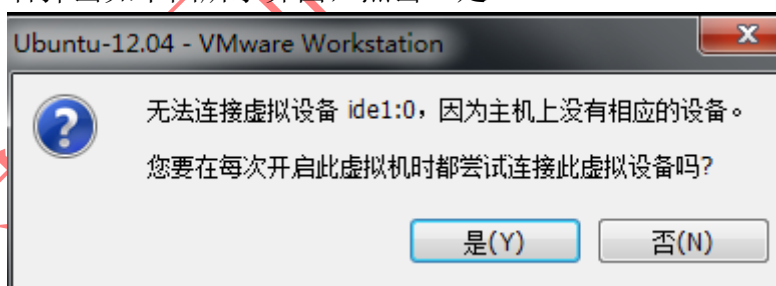 Ubuntu-12.04 - VMware Workstation
无法连接虚拟设备 ide1:0，因为主机上没有相应的设备。
您要在每次开启此虚拟机时都尝试连接此虚拟设备吗?
是(Y) 否(N)